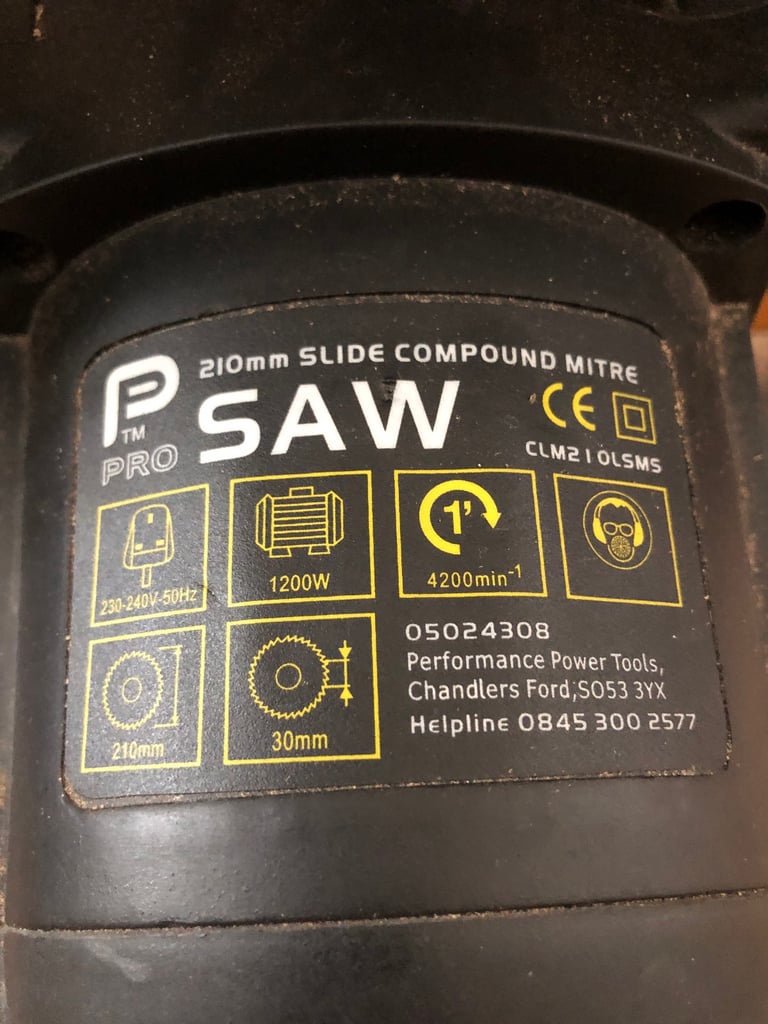 P
TM
PRO
210mm SLIDE COMPOUND MITRE
SAW
CE
CLM210LSMS
230-240V-50Hz
1200W
1'
4200min⁻¹
210mm
30mm
05024308
Performance Power Tools,
Chandlers Ford,SO53 3YX
Helpline 0845 300 2577